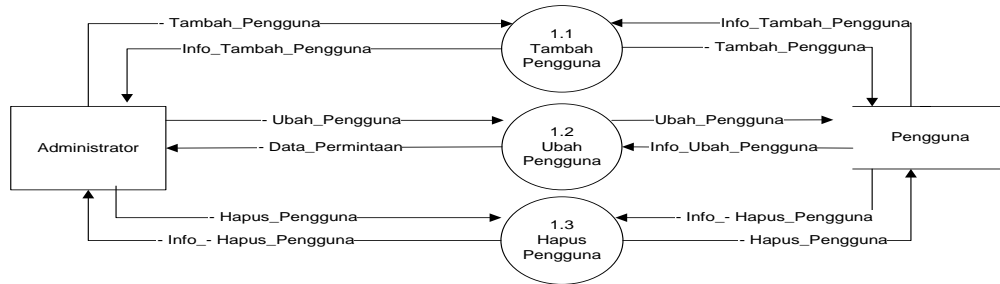 - Tambah_Pengguna
Info_Tambah_Pengguna
1.1
Tambah
Pengguna
Info_Tambah_Pengguna
- Tambah_Pengguna
Administrator
- Ubah_Pengguna
- Data_Permintaan
1.2
Ubah
Pengguna
Ubah_Pengguna
Info_Ubah_Pengguna
Pengguna
- Hapus_Pengguna
- Info_- Hapus_Pengguna
1.3
Hapus
Pengguna
- Info_- Hapus_Pengguna
- Hapus_Pengguna